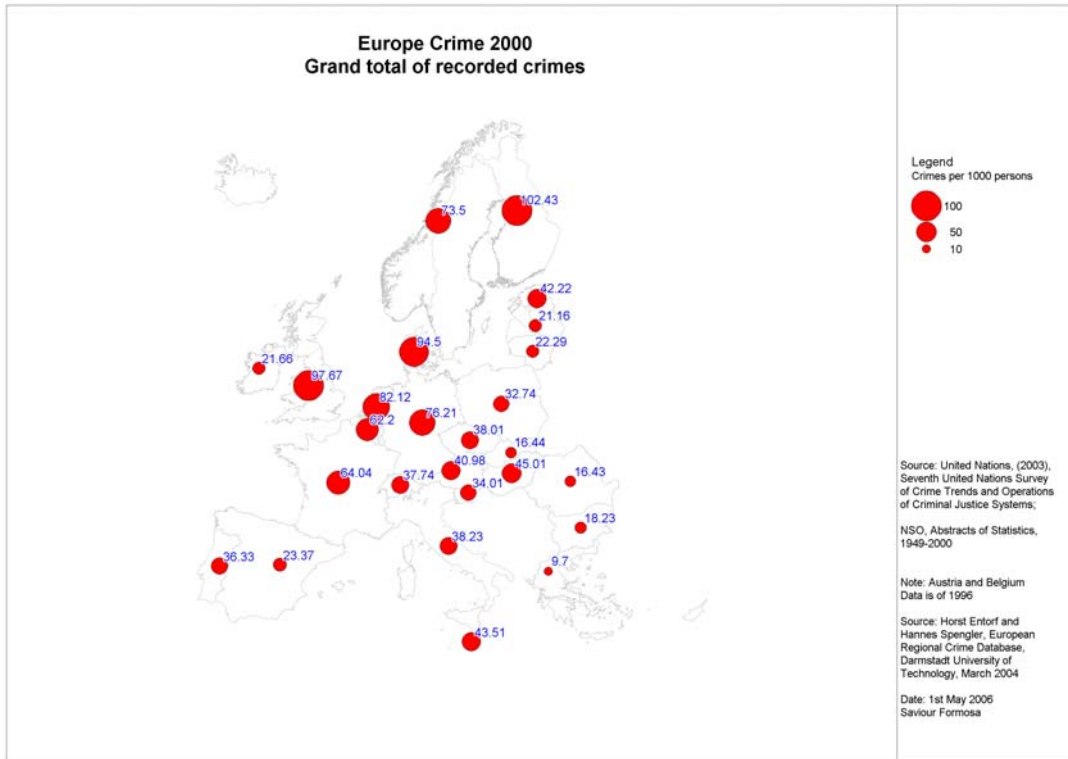 Europe Crime 2000
Grand total of recorded crimes
Legend
Crimes per 1000 persons
100
50
10
73.5
102.43
42.22
21.16
22.29
94.5
21.66
97.67
82.12
62.2
76.21
32.74
38.01
16.44
40.98
45.01
64.04
37.74
34.01
16.43
18.23
38.23
36.33
23.37
9.7
43.51
Source: United Nations, (2003),
Seventh United Nations Survey
of Crime Trends and Operations
of Criminal Justice Systems;
NSO, Abstracts of Statistics,
1949-2000
Note: Austria and Belgium
Data is of 1996
Source: Horst Entorf and
Hannes Spengler, European
Regional Crime Database,
Darmstadt University of
Technology, March 2004
Date: 1st May 2006
Saviour Formosa